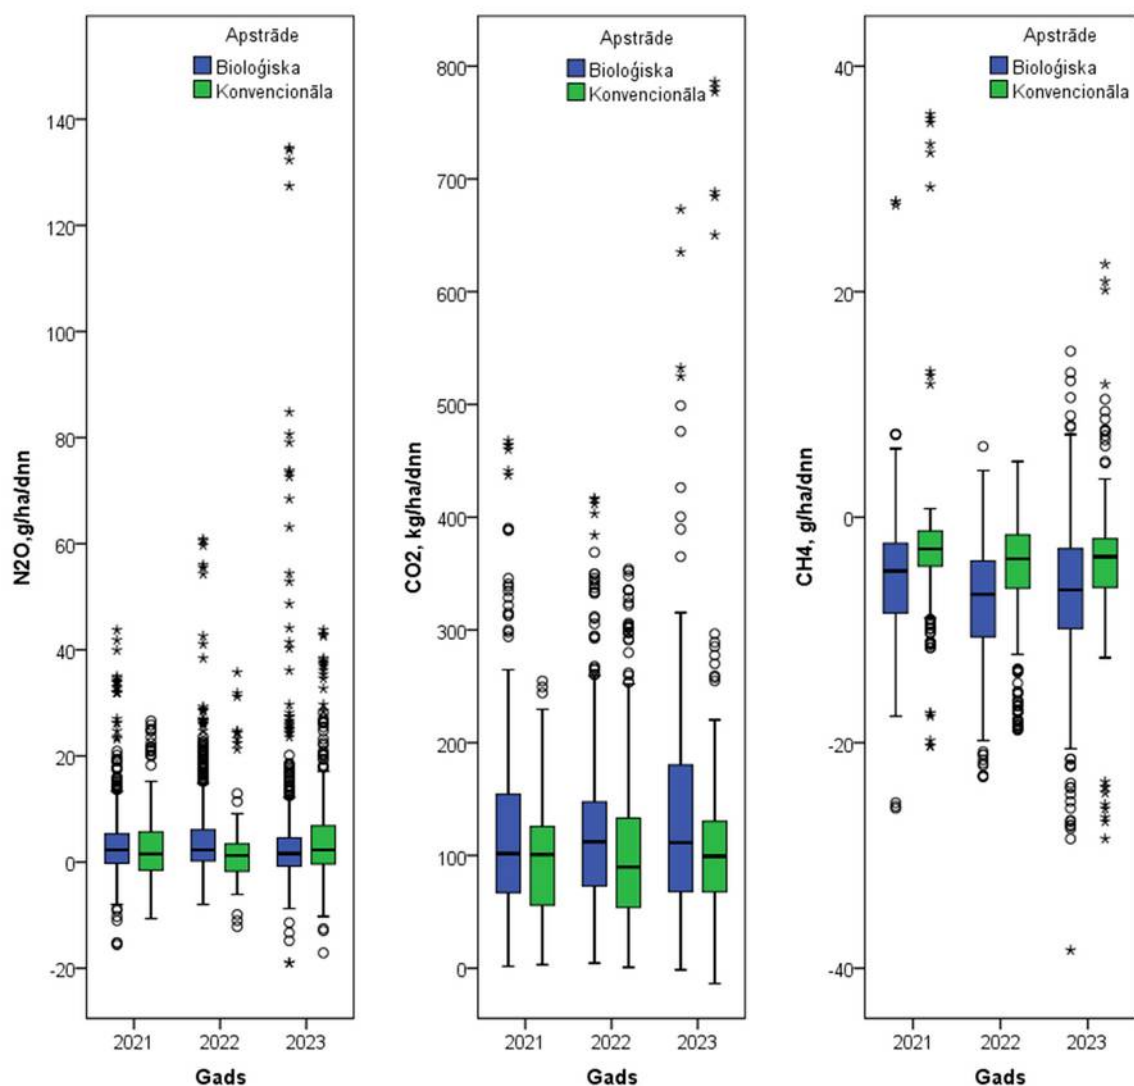 Apstrāde
Bioloģiska
Konvencionāla
140
120
100
80
60
40
20
0
-20
N2O,g/ha/dnn
2021
2022
2023
Gads
Apstrāde
Bioloģiska
Konvencionāla
800
700
600
500
400
300
200
100
0
CO2, kg/ha/dnn
2021
2022
2023
Gads
Apstrāde
Bioloģiska
Konvencionāla
40
20
0
-20
-40
CH4, g/ha/dnn
2021
2022
2023
Gads